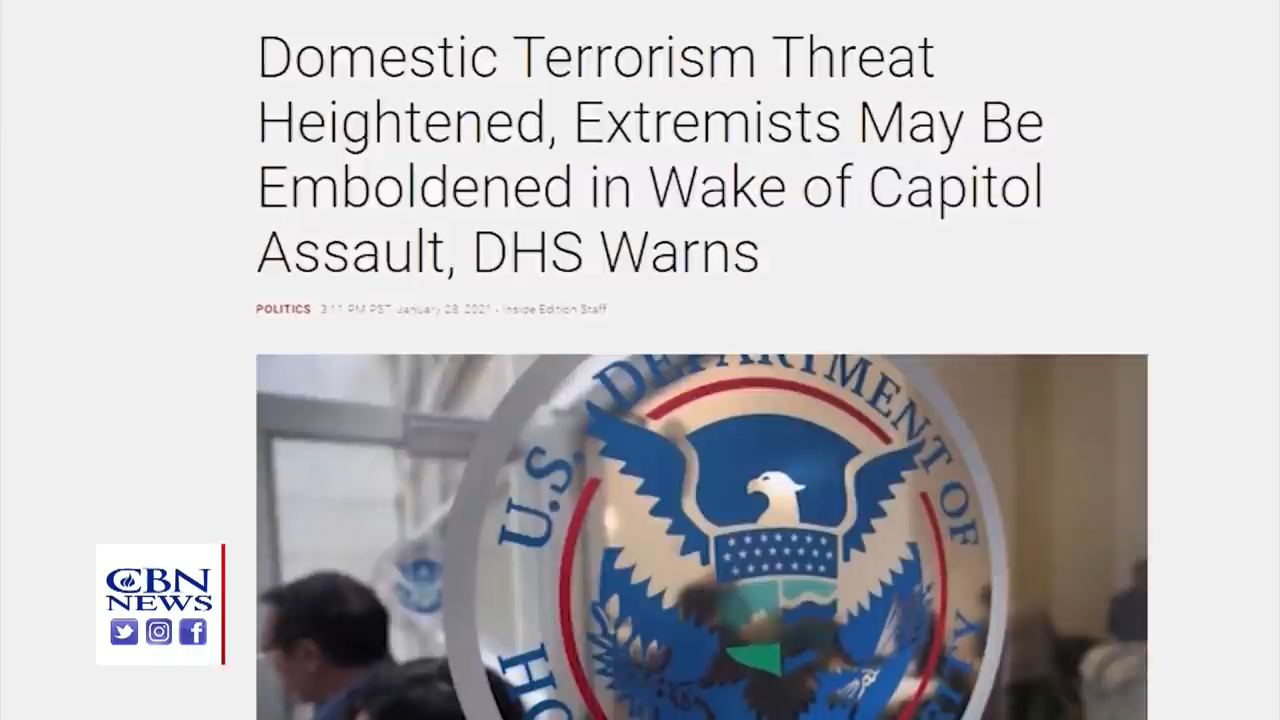 Domestic Terrorism Threat
Heightened, Extremists May Be
Emboldened in Wake of Capitol
Assault, DHS Warns
POLITICS 3:11 PM PST January 28, 2021 - Inside Edition Staff
U.S. DEPARTMENT OF
CBN
NEWS